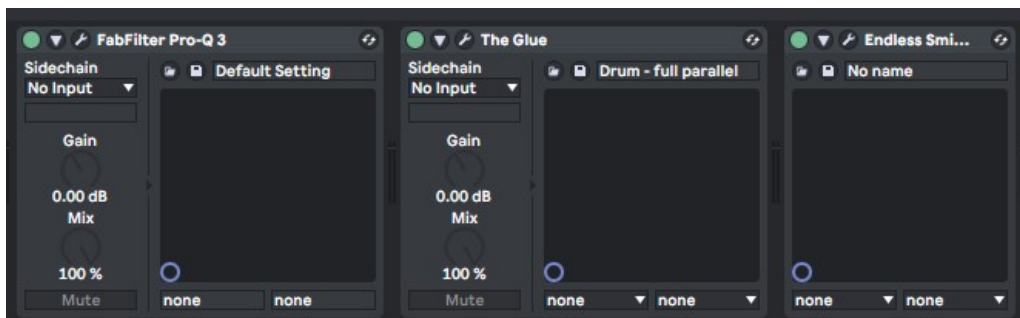 FabFilter Pro-Q 3
Sidechain
No Input
Default Setting
Gain
0.00 dB
Mix
100 %
Mute
none none
The Glue
Sidechain
No Input
Drum - full parallel
Gain
0.00 dB
Mix
100 %
Mute
none none
Endless Smi...
No name
none none